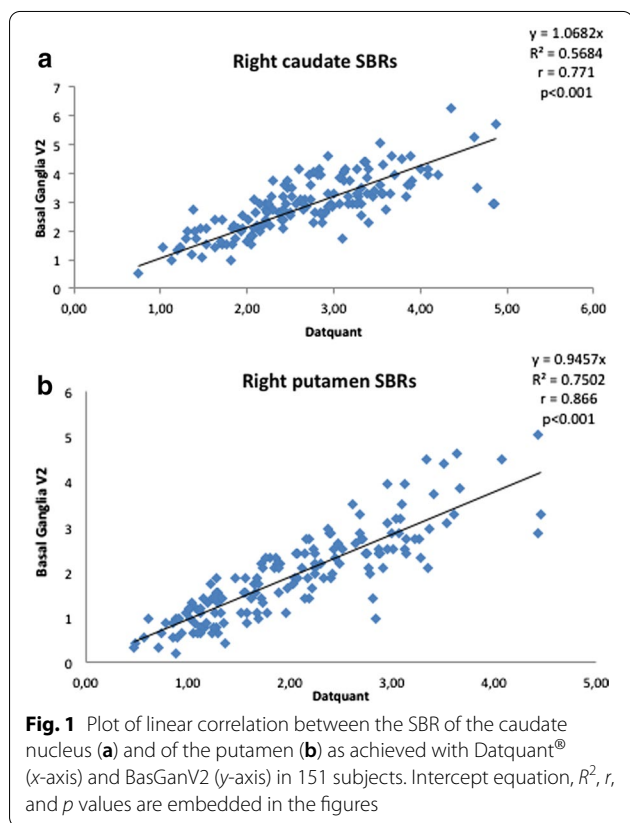 a
Right caudate SBRs
y = 1.0682x
R² = 0.5684
r = 0.771
p<0.001
Basal Ganglia V2
7
6
5
4
3
2
1
0
0,00 1,00 2,00 3,00 4,00 5,00 6,00
Datquant
b
Right putamen SBRs
y = 0.9457x
R² = 0.7502
r = 0.866
p<0.001
Basal Ganglia V2
6
5
4
3
2
1
0
0,00 1,00 2,00 3,00 4,00 5,00
Datquant
Fig. 1 Plot of linear correlation between the SBR of the caudate
nucleus (a) and of the putamen (b) as achieved with Datquant®
(x-axis) and BasGanV2 (y-axis) in 151 subjects. Intercept equation, R², r,
and p values are embedded in the figures